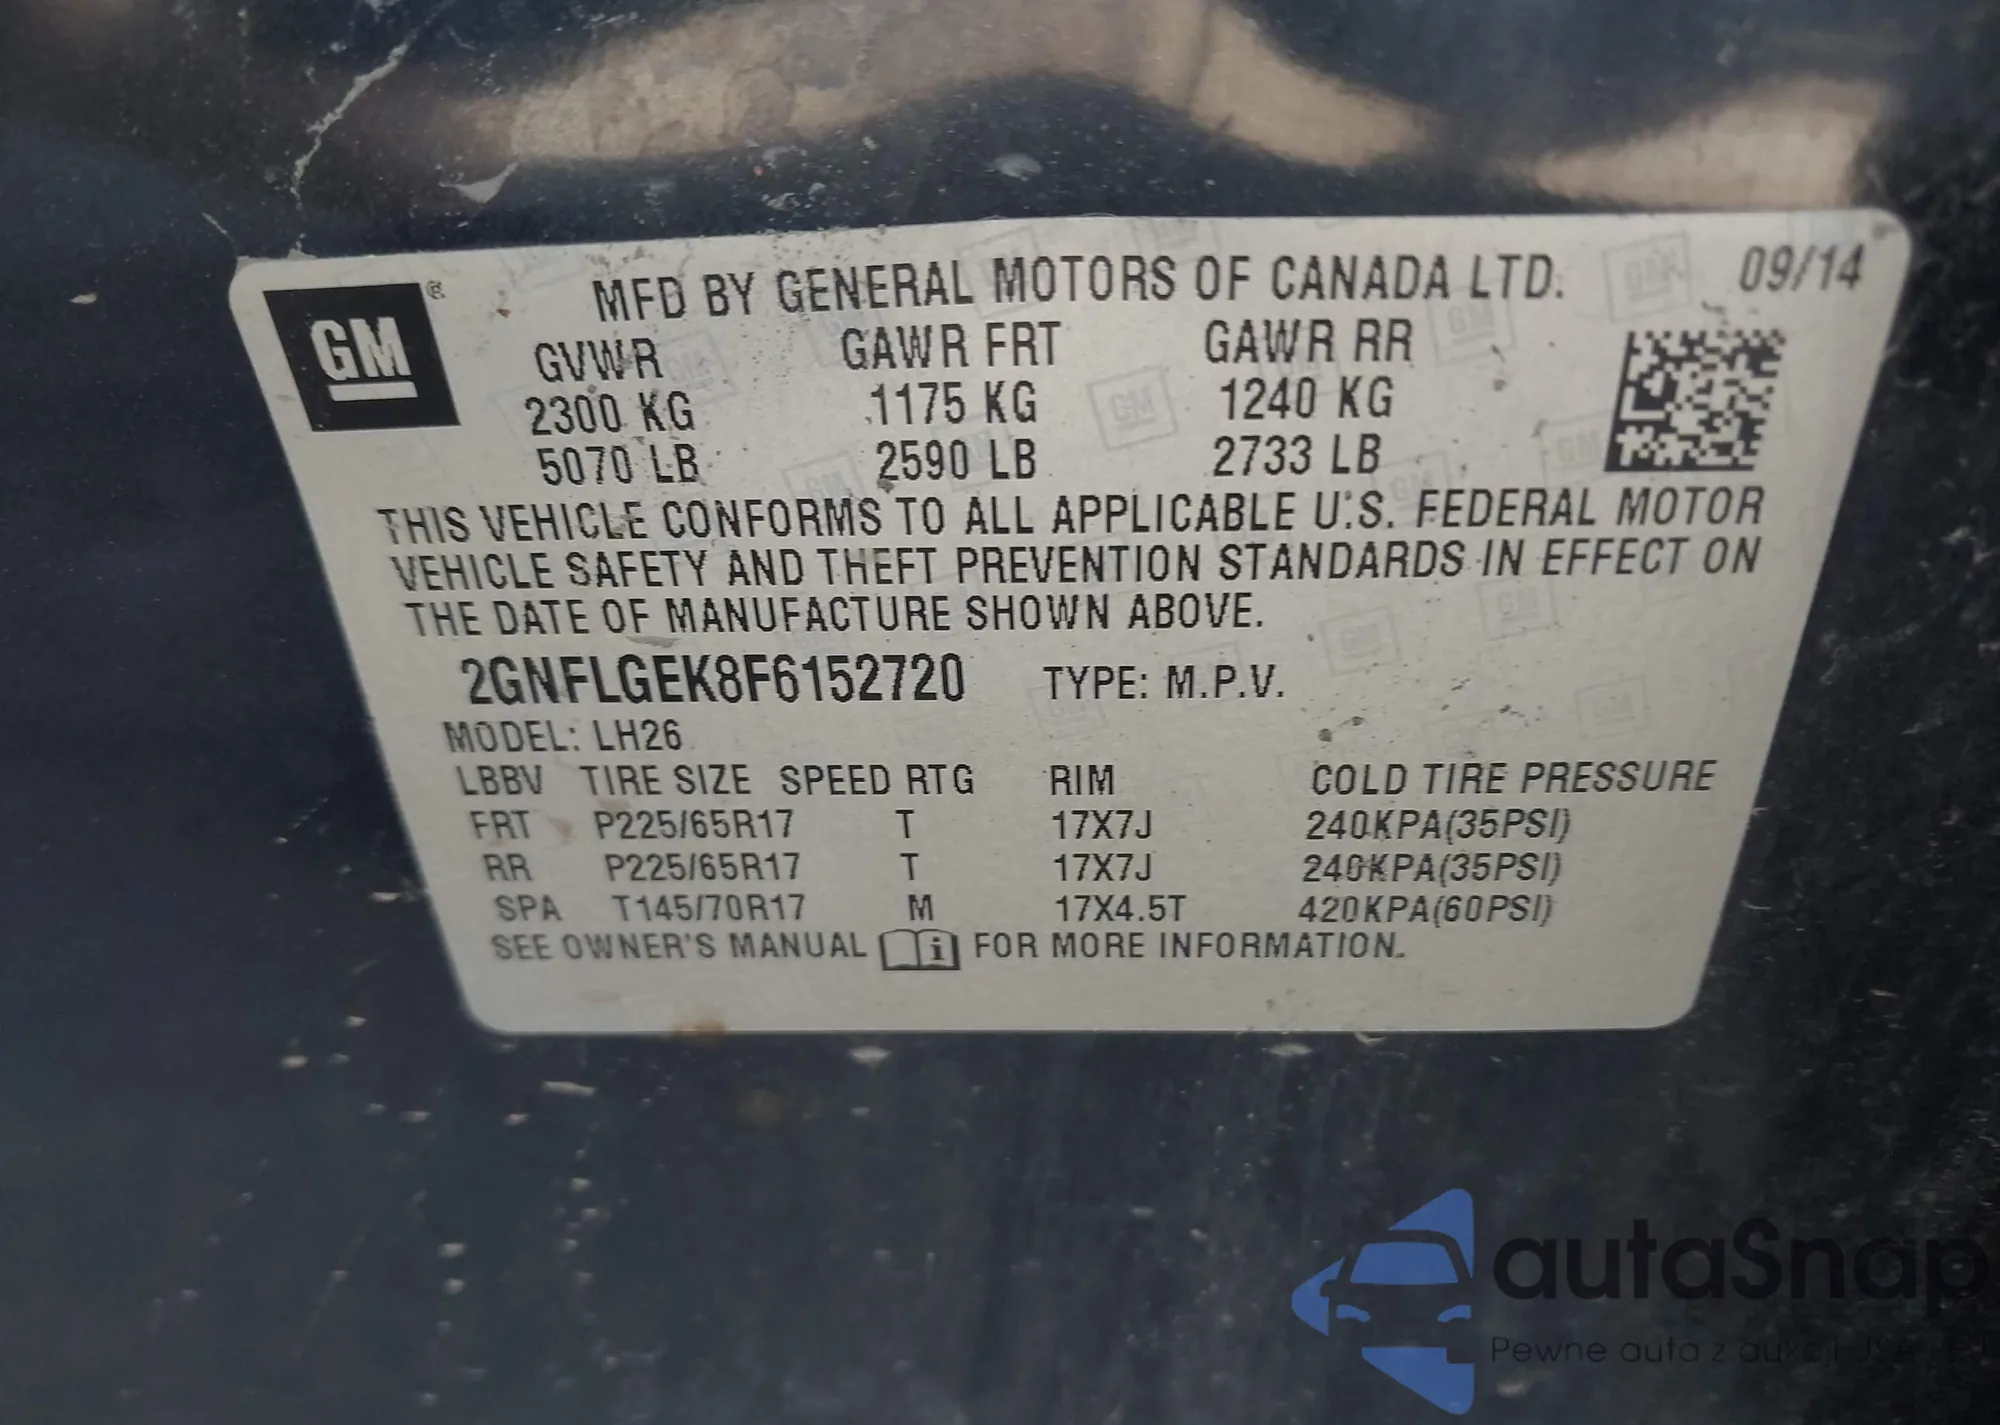 GM ®
MFD BY GENERAL MOTORS OF CANADA LTD. 09/14
GVWR GAWR FRT GAWR RR
2300 KG 1175 KG 1240 KG
5070 LB 2590 LB 2733 LB
THIS VEHICLE CONFORMS TO ALL APPLICABLE U.S. FEDERAL MOTOR
VEHICLE SAFETY AND THEFT PREVENTION STANDARDS IN EFFECT ON
THE DATE OF MANUFACTURE SHOWN ABOVE.
2GNFLGEK8F6152720 TYPE: M.P.V.
MODEL: LH26
LBBV TIRE SIZE SPEED RTG RIM COLD TIRE PRESSURE
FRT P225/65R17 T 17X7J 240KPA(35PSI)
RR P225/65R17 T 17X7J 240KPA(35PSI)
SPA T145/70R17 M 17X4.5T 420KPA(60PSI)
SEE OWNER'S MANUAL FOR MORE INFORMATION.
autaSnap
Pewne auta z aukcji USA